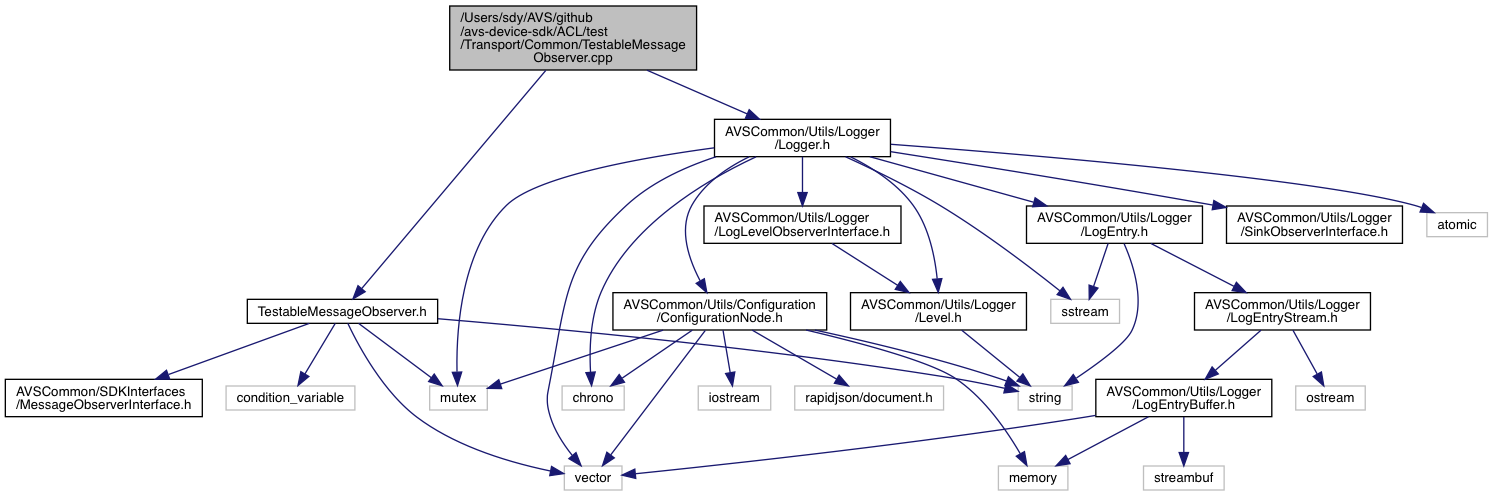 /Users/sdy/AVS/github
/avs-device-sdk/ACL/test
/Transport/Common/TestableMessage
Observer.cpp
AVSCommon/Utils/Logger
/Logger.h
AVSCommon/Utils/Logger
/LogLevelObserverInterface.h
AVSCommon/Utils/Logger
/LogEntry.h
AVSCommon/Utils/Logger
/SinkObserverInterface.h
atomic
TestableMessageObserver.h
AVSCommon/Utils/Configuration
/ConfigurationNode.h
AVSCommon/Utils/Logger
/Level.h
sstream
AVSCommon/Utils/Logger
/LogEntryStream.h
AVSCommon/SDKInterfaces
/MessageObserverInterface.h
condition_variable
mutex
chrono
iostream
rapidjson/document.h
string
AVSCommon/Utils/Logger
/LogEntryBuffer.h
ostream
vector
memory
streambuf